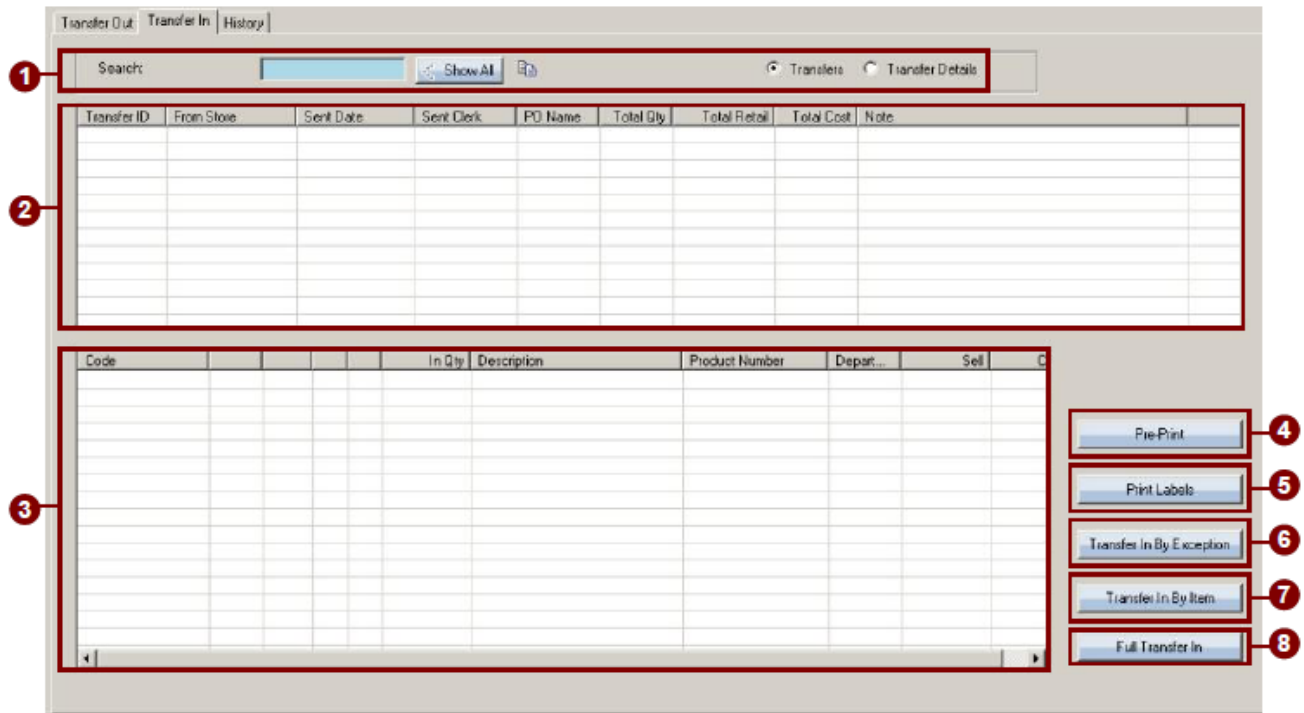 Transfer Out Transfer In History
1 Search: Show All Transfers Transfer Details
Transfer ID From Store Sent Date Sent Clerk PO Name Total Qty Total Retail Total Cost Note
2
Code In Qty Description Product Number Depart... Sell C
Pre-Print 4
Print Labels 5
3
Transfer In By Exception 6
Transfer In By Item 7
Full Transfer In 8